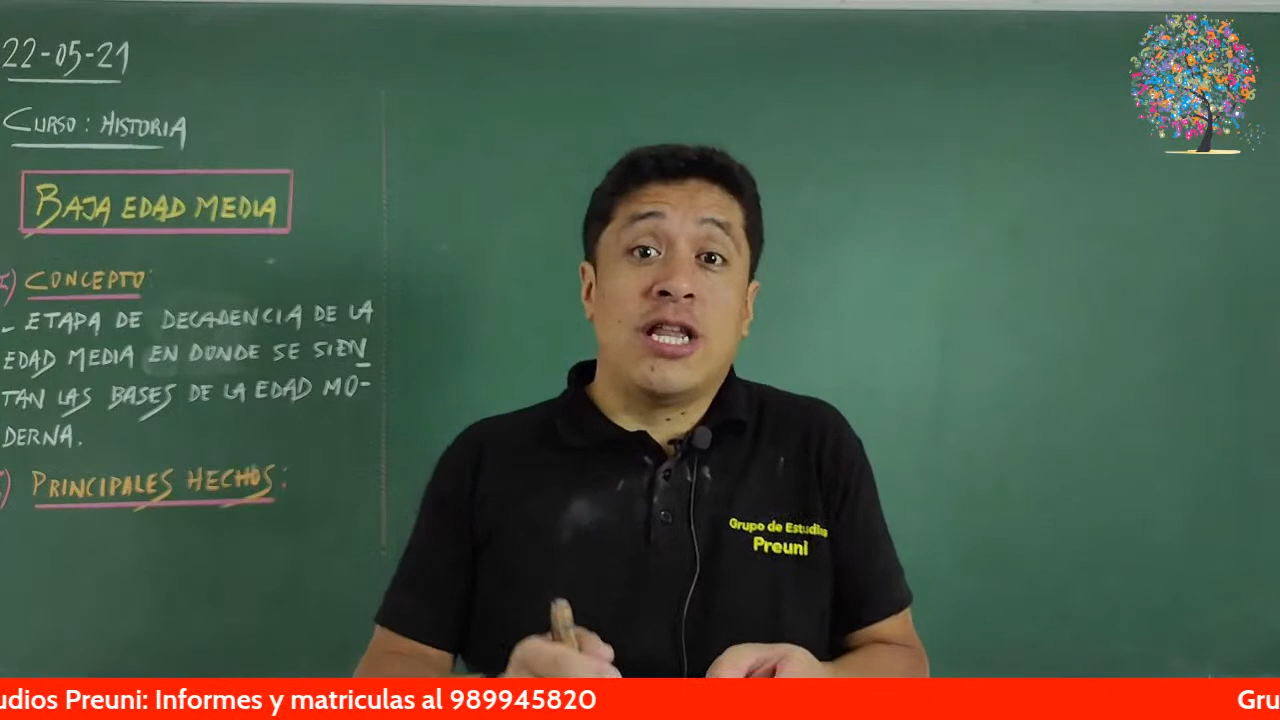 22-05-21
CURSO: HISTORIA
BAJA EDAD MEDIA
I) CONCEPTO:
- ETAPA DE DECADENCIA DE LA
EDAD MEDIA EN DONDE SE SIEN
TAN LAS BASES DE LA EDAD MO-
DERNA.
) PRINCIPALES HECHOS:
Grupo de Estudios
Preuni
udios Preuni: Informes y matriculas al 989945820
Gru